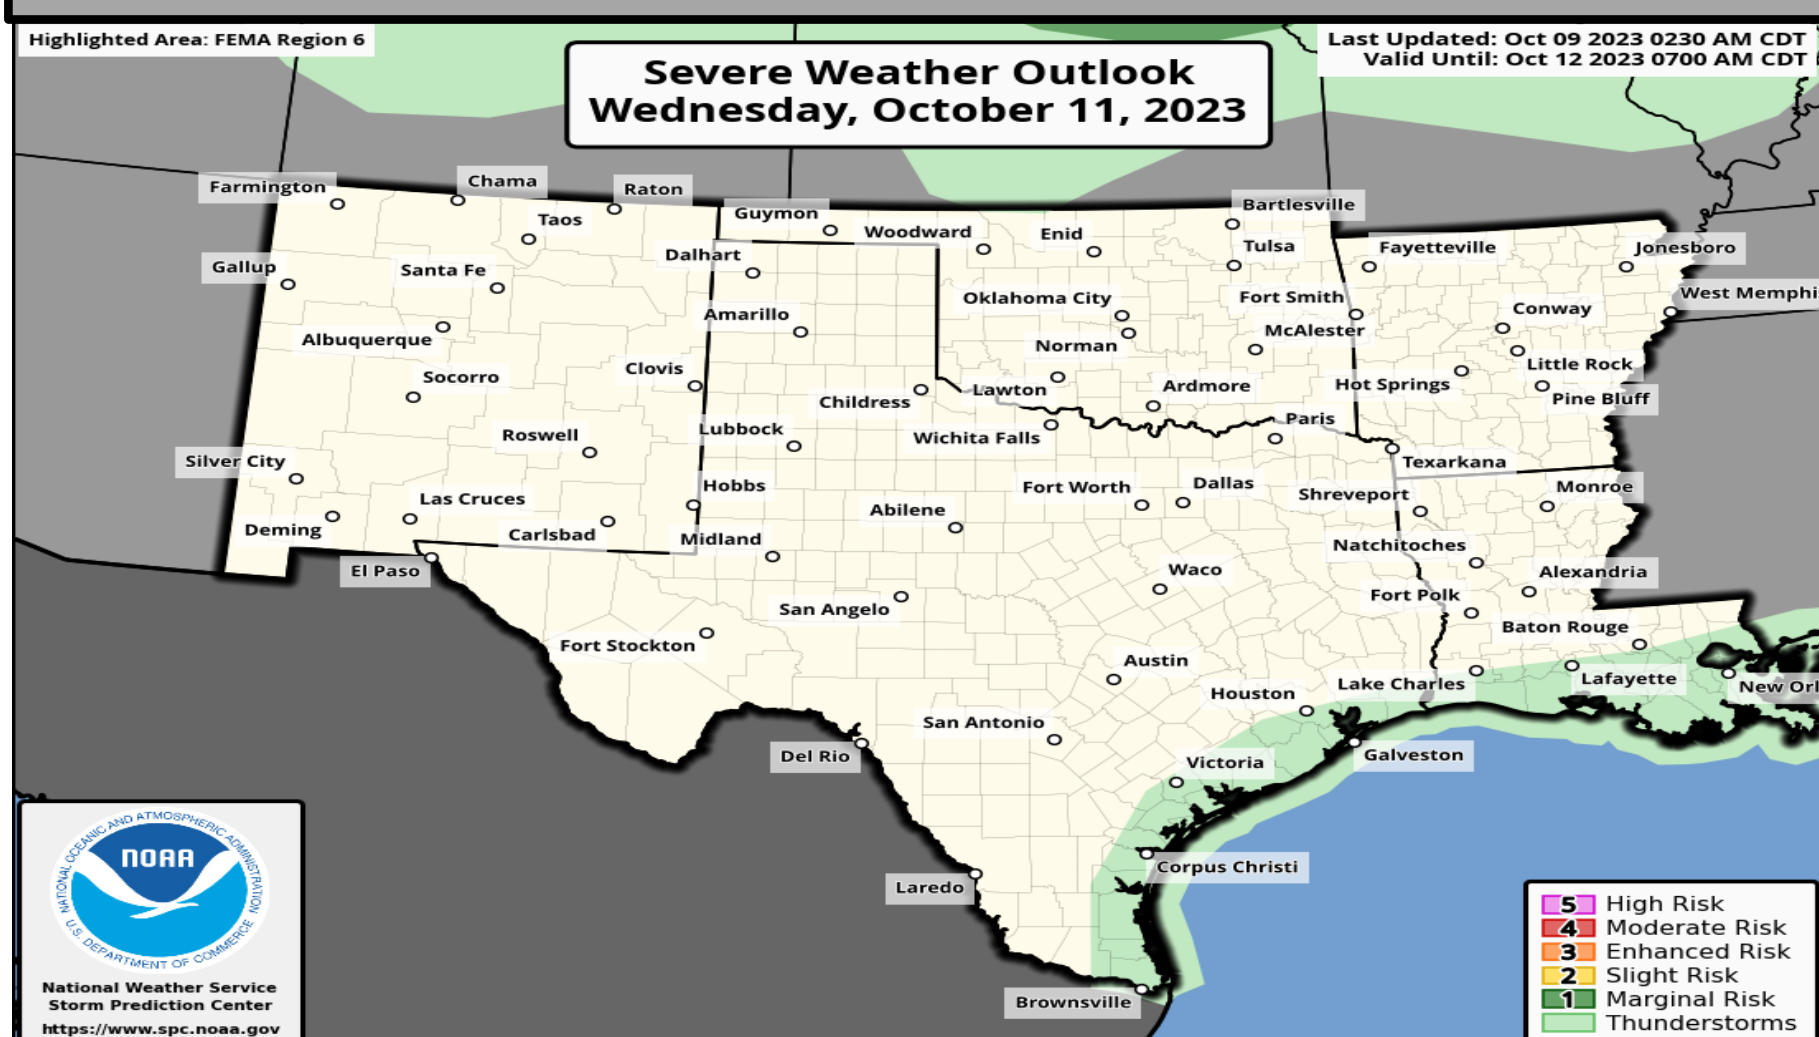 Highlighted Area: FEMA Region 6
Severe Weather Outlook
Wednesday, October 11, 2023
Last Updated: Oct 09 2023 0230 AM CDT
Valid Until: Oct 12 2023 0700 AM CDT
Farmington
Chama
Raton
Taos
Guymon
Woodward
Enid
Bartlesville
Tulsa
Fayetteville
Jonesboro
Gallup
Santa Fe
Dalhart
Oklahoma City
Fort Smith
Conway
West Memphi
Albuquerque
Amarillo
Norman
McAlester
Little Rock
Socorro
Clovis
Childress
Lawton
Ardmore
Hot Springs
Pine Bluff
Roswell
Lubbock
Wichita Falls
Paris
Texarkana
Silver City
Las Cruces
Hobbs
Fort Worth
Dallas
Shreveport
Monroe
Deming
Carlsbad
Midland
Abilene
Natchitoches
El Paso
Waco
Alexandria
San Angelo
Fort Polk
Fort Stockton
Baton Rouge
Austin
Houston
Lake Charles
Lafayette
New Orl
San Antonio
Del Rio
Victoria
Galveston
Laredo
Corpus Christi
Brownsville
NATIONAL OCEANIC AND ATMOSPHERIC ADMINISTRATION
NOAA
U.S. DEPARTMENT OF COMMERCE
National Weather Service
Storm Prediction Center
https://www.spc.noaa.gov
5 High Risk
4 Moderate Risk
3 Enhanced Risk
2 Slight Risk
1 Marginal Risk
Thunderstorms